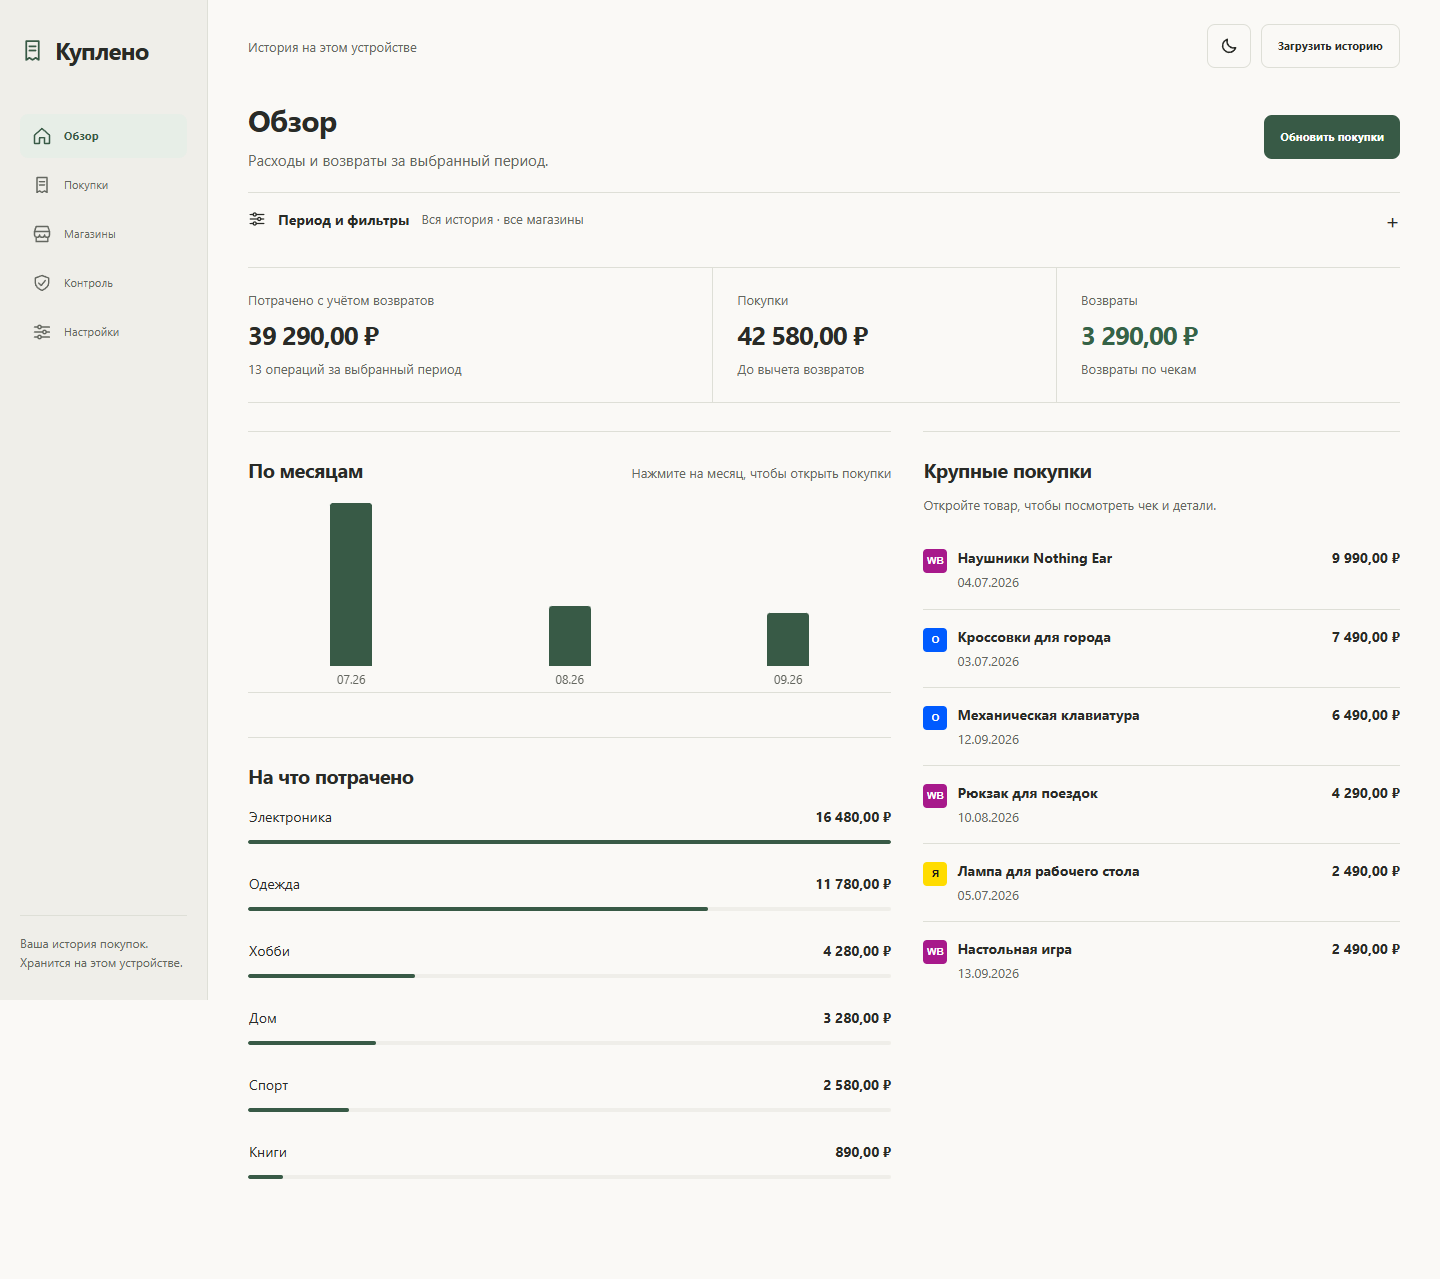 Куплено
Обзор
Покупки
Магазины
Контроль
Настройки
Ваша история покупок.
Хранится на этом устройстве.
История на этом устройстве
Загрузить историю
Обзор
Расходы и возвраты за выбранный период.
Обновить покупки
Период и фильтры Вся история · все магазины +
Потрачено с учётом возвратов
39 290,00 ₽
13 операций за выбранный период
Покупки
42 580,00 ₽
До вычета возвратов
Возвраты
3 290,00 ₽
Возвраты по чекам
По месяцам
Нажмите на месяц, чтобы открыть покупки
07.26 08.26 09.26
На что потрачено
Электроника 16 480,00 ₽
Одежда 11 780,00 ₽
Хобби 4 280,00 ₽
Дом 3 280,00 ₽
Спорт 2 580,00 ₽
Книги 890,00 ₽
Крупные покупки
Откройте товар, чтобы посмотреть чек и детали.
WB Наушники Nothing Ear 9 990,00 ₽
04.07.2026
O Кроссовки для города 7 490,00 ₽
03.07.2026
O Механическая клавиатура 6 490,00 ₽
12.09.2026
WB Рюкзак для поездок 4 290,00 ₽
10.08.2026
Я Лампа для рабочего стола 2 490,00 ₽
05.07.2026
WB Настольная игра 2 490,00 ₽
13.09.2026